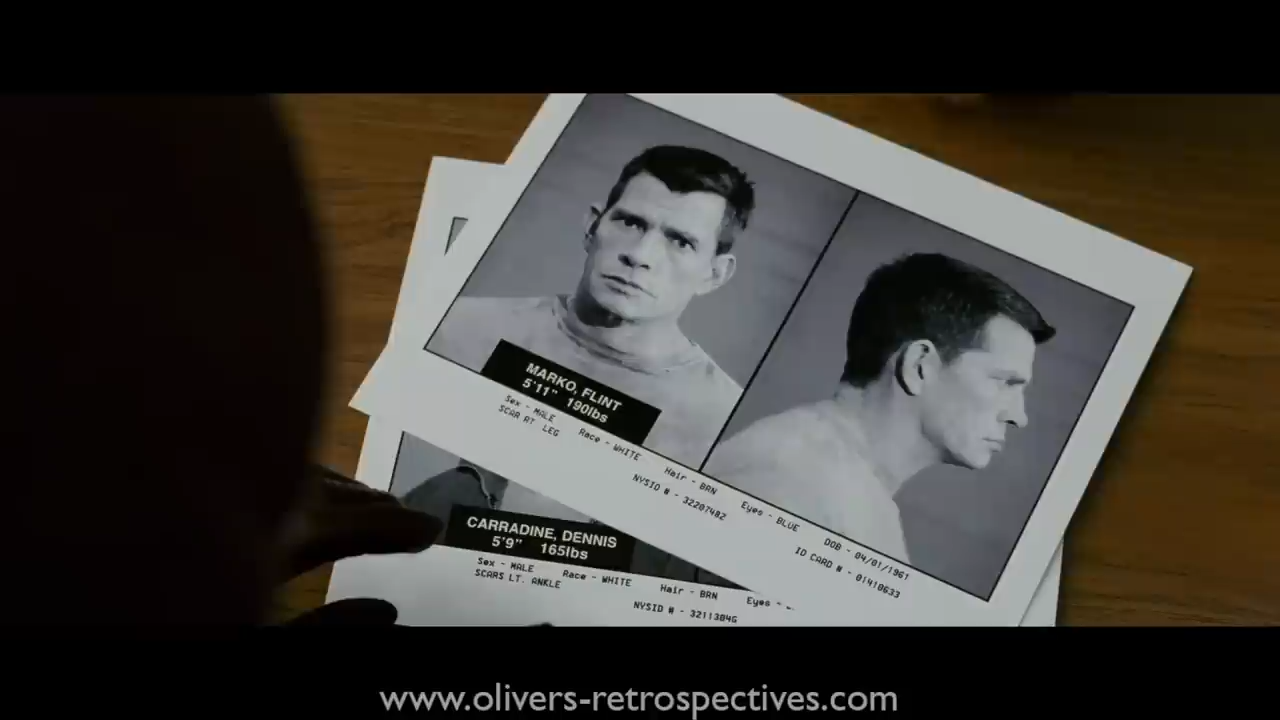 MARKO, FLINT
5'11" 190lbs
Sex - MALE Race - WHITE Hair - BRN Eyes - BLUE DOB - 04/01/1961
SCAR RT LEG NYSID # - 32207482 ID CARD # - 01410633
CARRADINE, DENNIS
5'9" 165lbs
Sex - MALE Race - WHITE Hair - BRN Eyes -
SCARS LT. ANKLE NYSID # - 3211384G
www.olivers-retrospectives.com